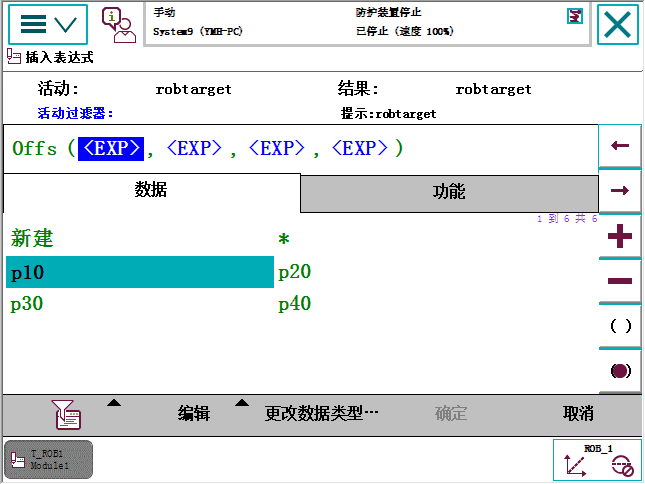 手动
防护装置停止
System9 (YMH-PC)
已停止 (速度 100%)
插入表达式
活动: robtarget 结果: robtarget
活动过滤器: 提示:robtarget
Offs (<EXP>, <EXP>, <EXP>, <EXP>)
数据 功能
1 到 6 共 6
新建 *
p10 p20
p30 p40
编辑 更改数据类型… 确定 取消
T_ROB1
Module1
ROB_1